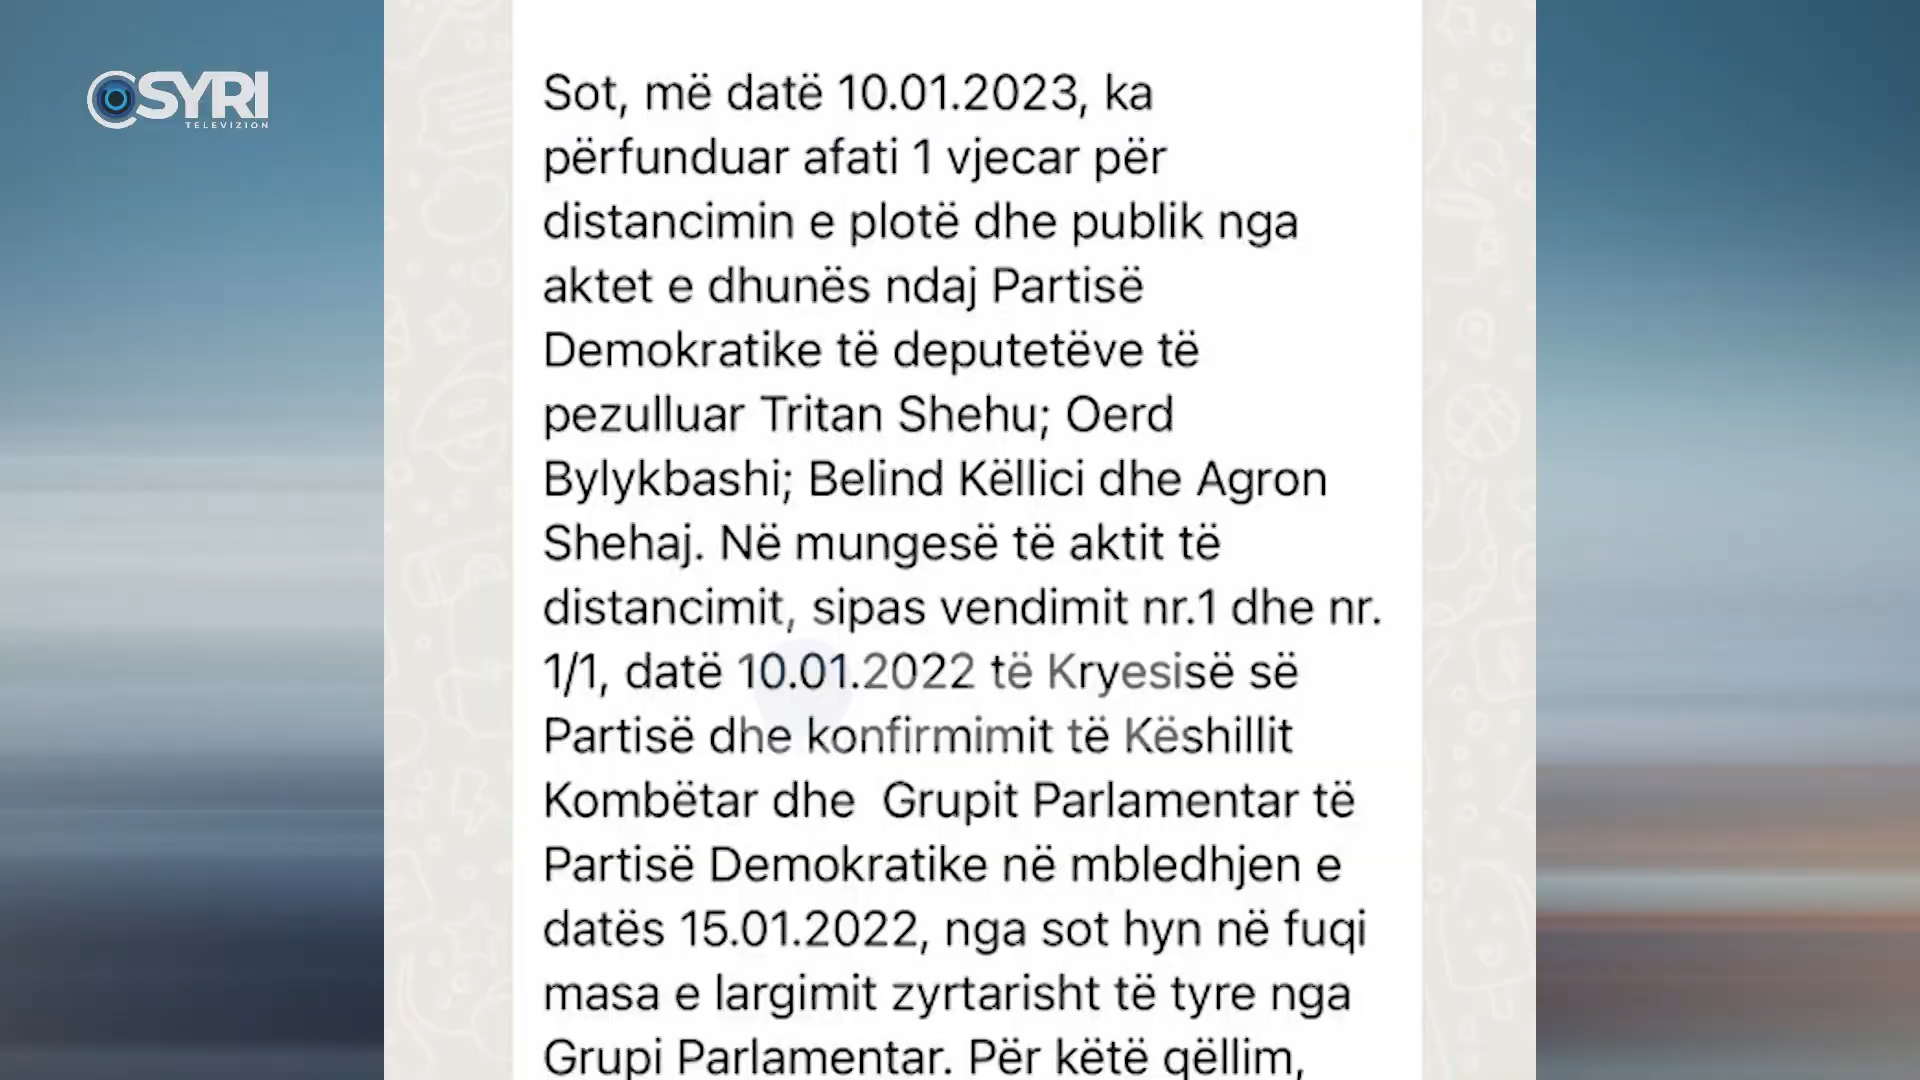 SYRI
TELEVIZION
Sot, më datë 10.01.2023, ka
përfunduar afati 1 vjecar për
distancimin e plotë dhe publik nga
aktet e dhunës ndaj Partisë
Demokratike të deputetëve të
pezulluar Tritan Shehu; Oerd
Bylykbashi; Belind Këllici dhe Agron
Shehaj. Në mungesë të aktit të
distancimit, sipas vendimit nr.1 dhe nr.
1/1, datë 10.01.2022 të Kryesisë së
Partisë dhe konfirmimit të Këshillit
Kombëtar dhe  Grupit Parlamentar të
Partisë Demokratike në mbledhjen e
datës 15.01.2022, nga sot hyn në fuqi
masa e largimit zyrtarisht të tyre nga
Grupi Parlamentar. Për këtë qëllim,